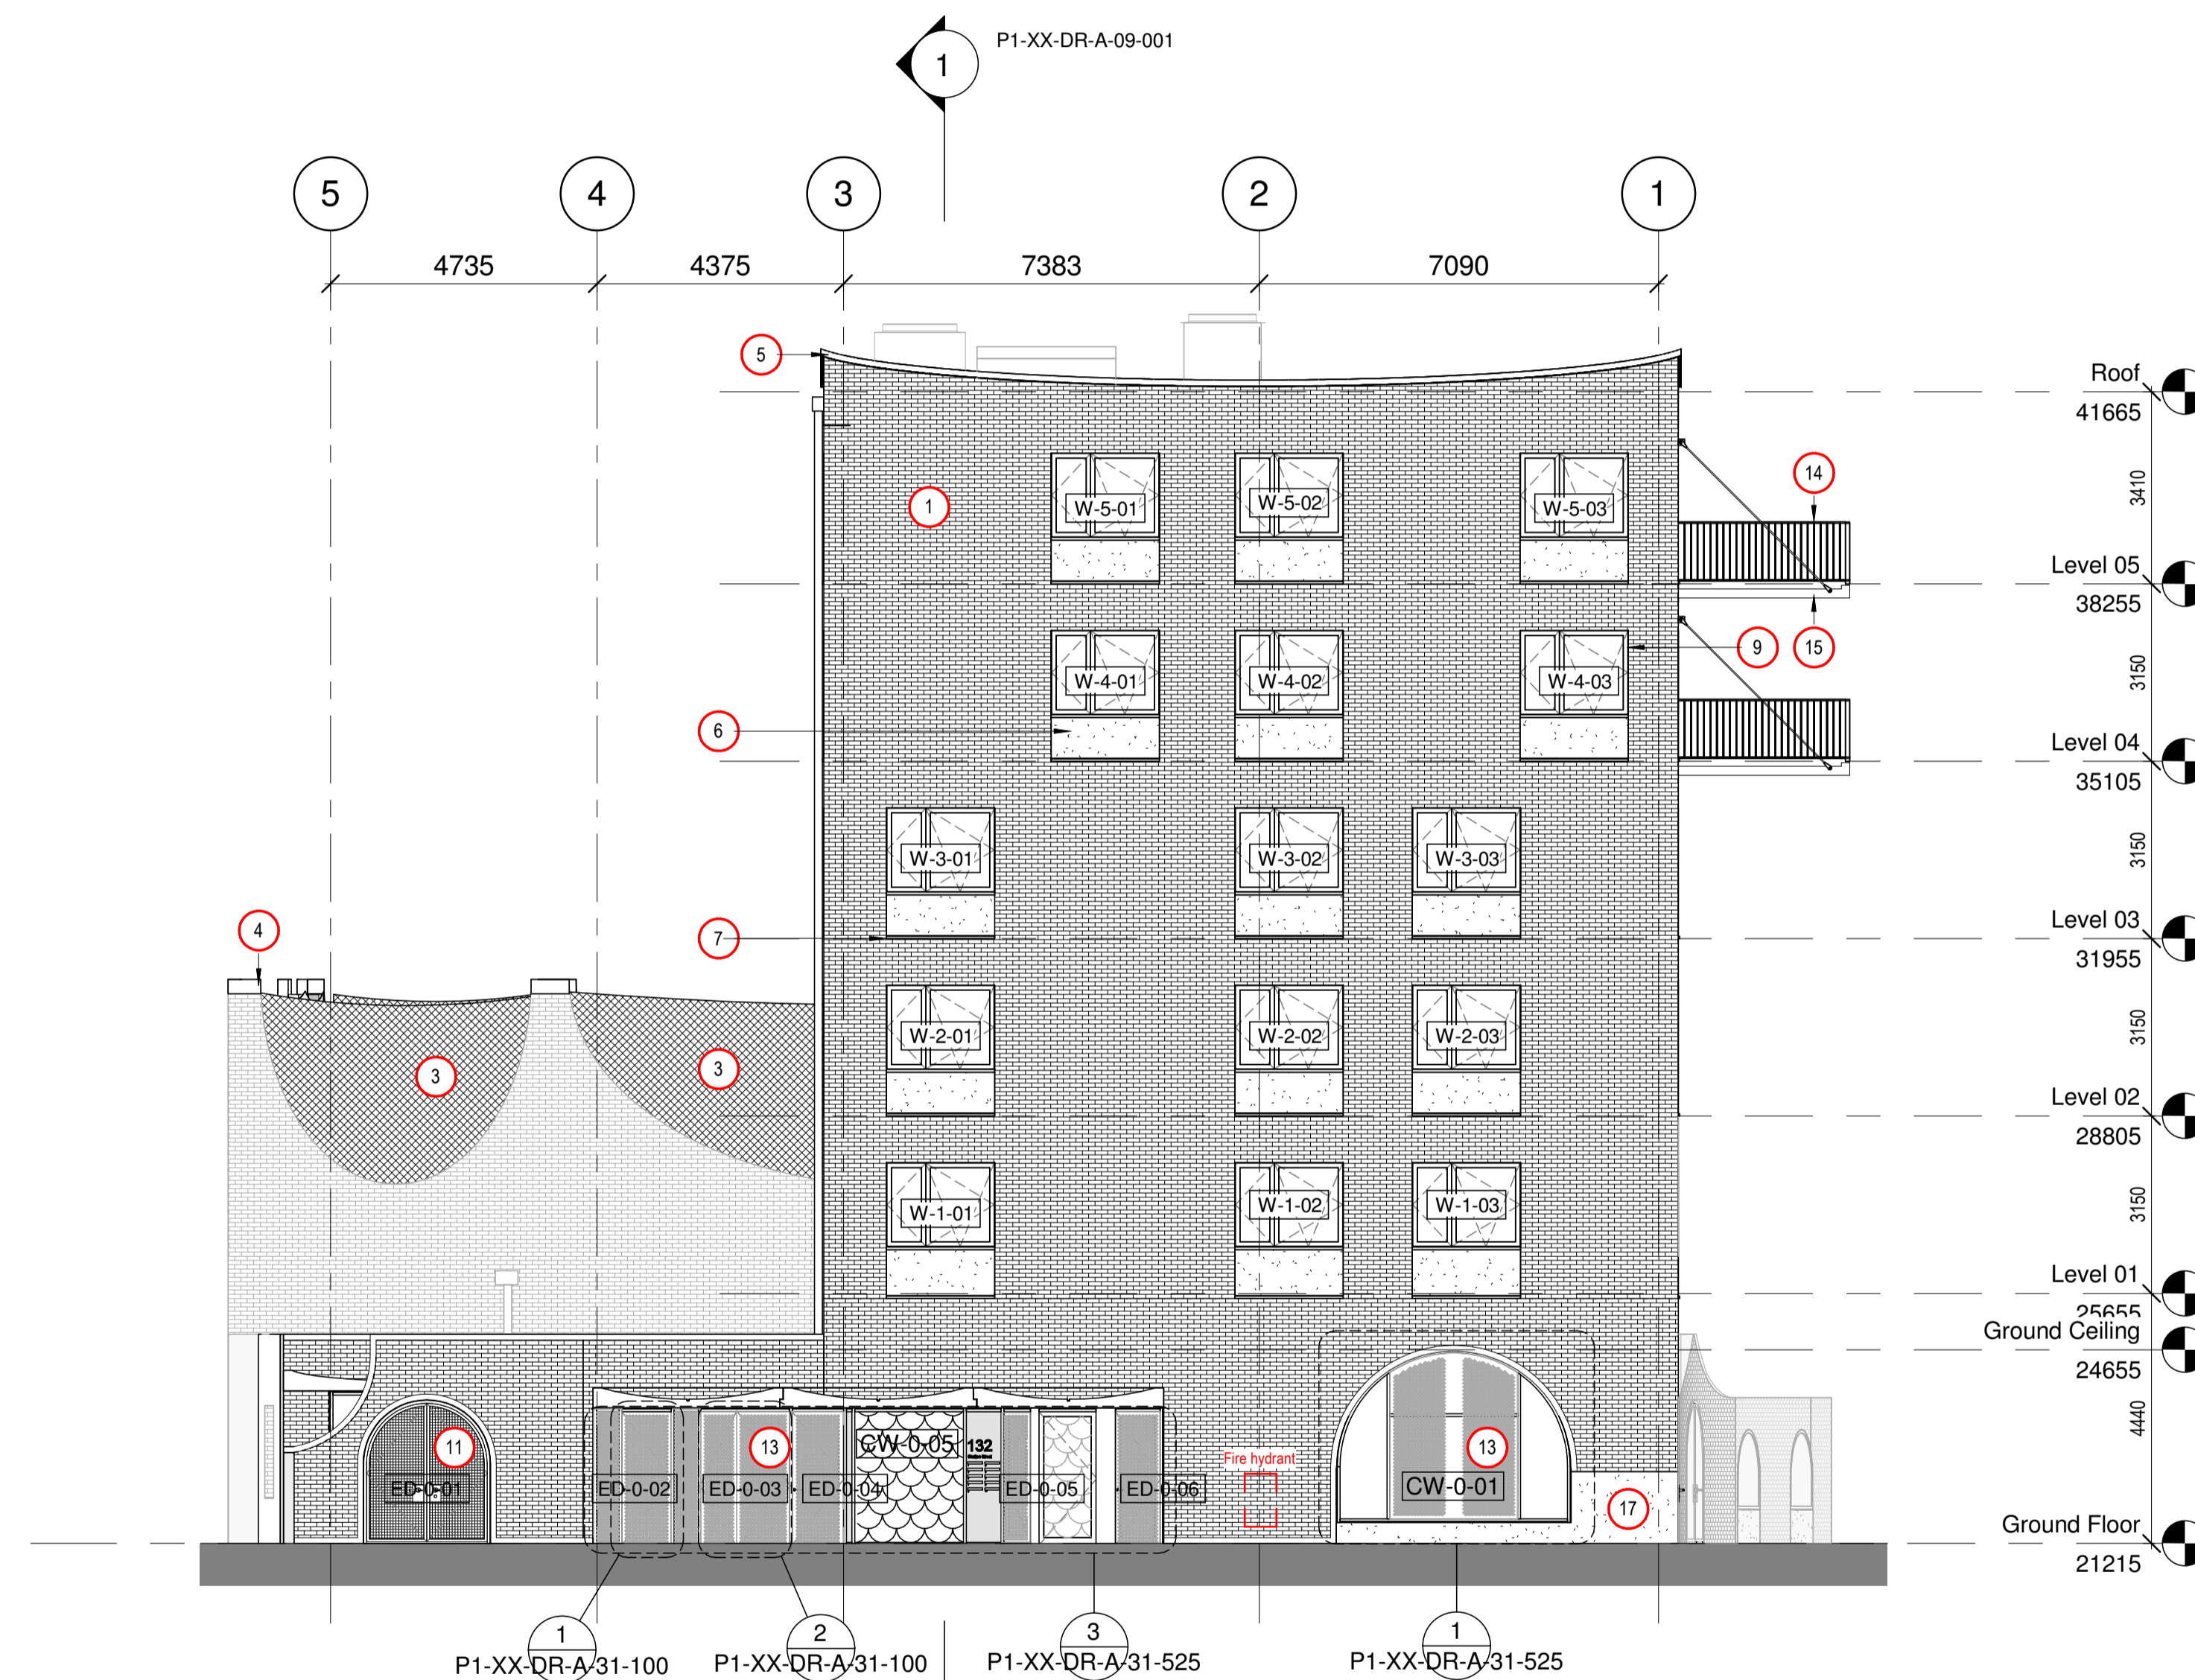 P1-XX-DR-A-09-001
1
5 4 3 2 1
4735 4375 7383 7090
5
Roof
41665
14
3410
1
W-5-01 W-5-02 W-5-03
Level 05
38255
9 15
3150
W-4-01 W-4-02 W-4-03
6
Level 04
35105
3150
W-3-01 W-3-02 W-3-03
4
7
Level 03
31955
3150
W-2-01 W-2-02 W-2-03
3 3
Level 02
28805
3150
W-1-01 W-1-02 W-1-03
Level 01
25655
Ground Ceiling
24655
4440
11 13 CW-0-05 132 13
Fire hydrant
ED-0-01 ED-0-02 ED-0-03 ED-0-04 ED-0-05 ED-0-06 CW-0-01
17
Ground Floor
21215
1 2 3 1
P1-XX-DR-A-31-100 P1-XX-DR-A-31-100 P1-XX-DR-A-31-525 P1-XX-DR-A-31-525